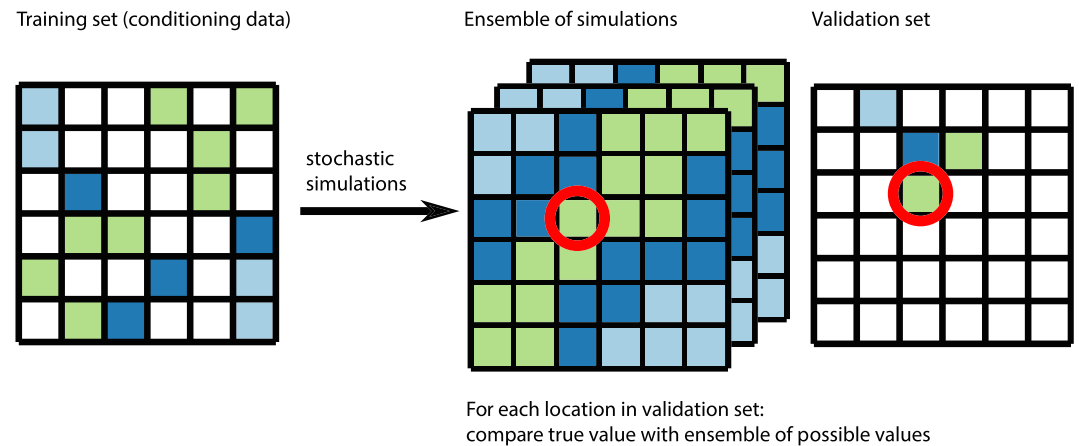 Training set (conditioning data)
Ensemble of simulations
Validation set
stochastic
simulations
For each location in validation set:
compare true value with ensemble of possible values